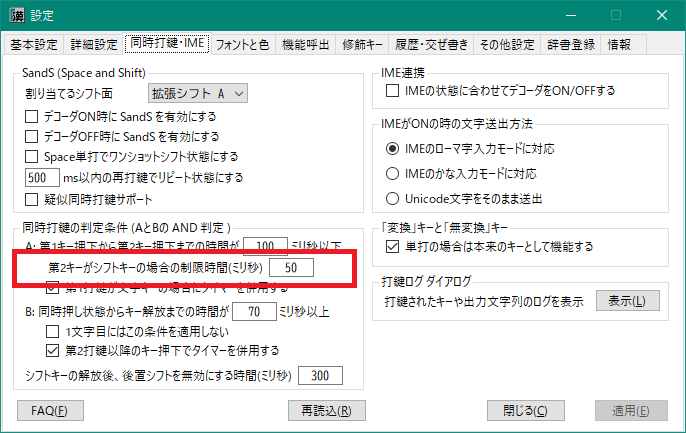 漢 設定
基本設定 詳細設定 同時打鍵・IME フォントと色 機能呼出 修飾キー 履歴・交ぜ書き その他設定 辞書登録 情報
SandS (Space and Shift)
割り当てるシフト面 拡張シフト A
デコーダON時に SandS を有効にする
デコーダOFF時に SandS を有効にする
Space単打でワンショットシフト状態にする
500 ms以内の再打鍵でリピート状態にする
疑似同時打鍵サポート
同時打鍵の判定条件 (AとBの AND 判定 )
A: 第1キー押下から第2キー押下までの時間が 100 ミリ秒以下
第2キーがシフトキーの場合の制限時間(ミリ秒) 50
第1打鍵が文字キーの場合にタイマーを併用する
B: 同時押し状態からキー解放までの時間が 70 ミリ秒以上
1文字目にはこの条件を適用しない
第2打鍵以降のキー押下でタイマーを併用する
シフトキーの解放後、後置シフトを無効にする時間(ミリ秒) 300
IME連携
IMEの状態に合わせてデコーダをON/OFFする
IMEがONの時の文字送出方法
IMEのローマ字入力モードに対応
IMEのかな入力モードに対応
Unicode文字をそのまま送出
「変換」キーと「無変換」キー
単打の場合は本来のキーとして機能する
打鍵ログ ダイアログ
打鍵されたキーや出力文字列のログを表示 表示(L)
FAQ(F) 再読込(R) 閉じる(C) 適用(E)